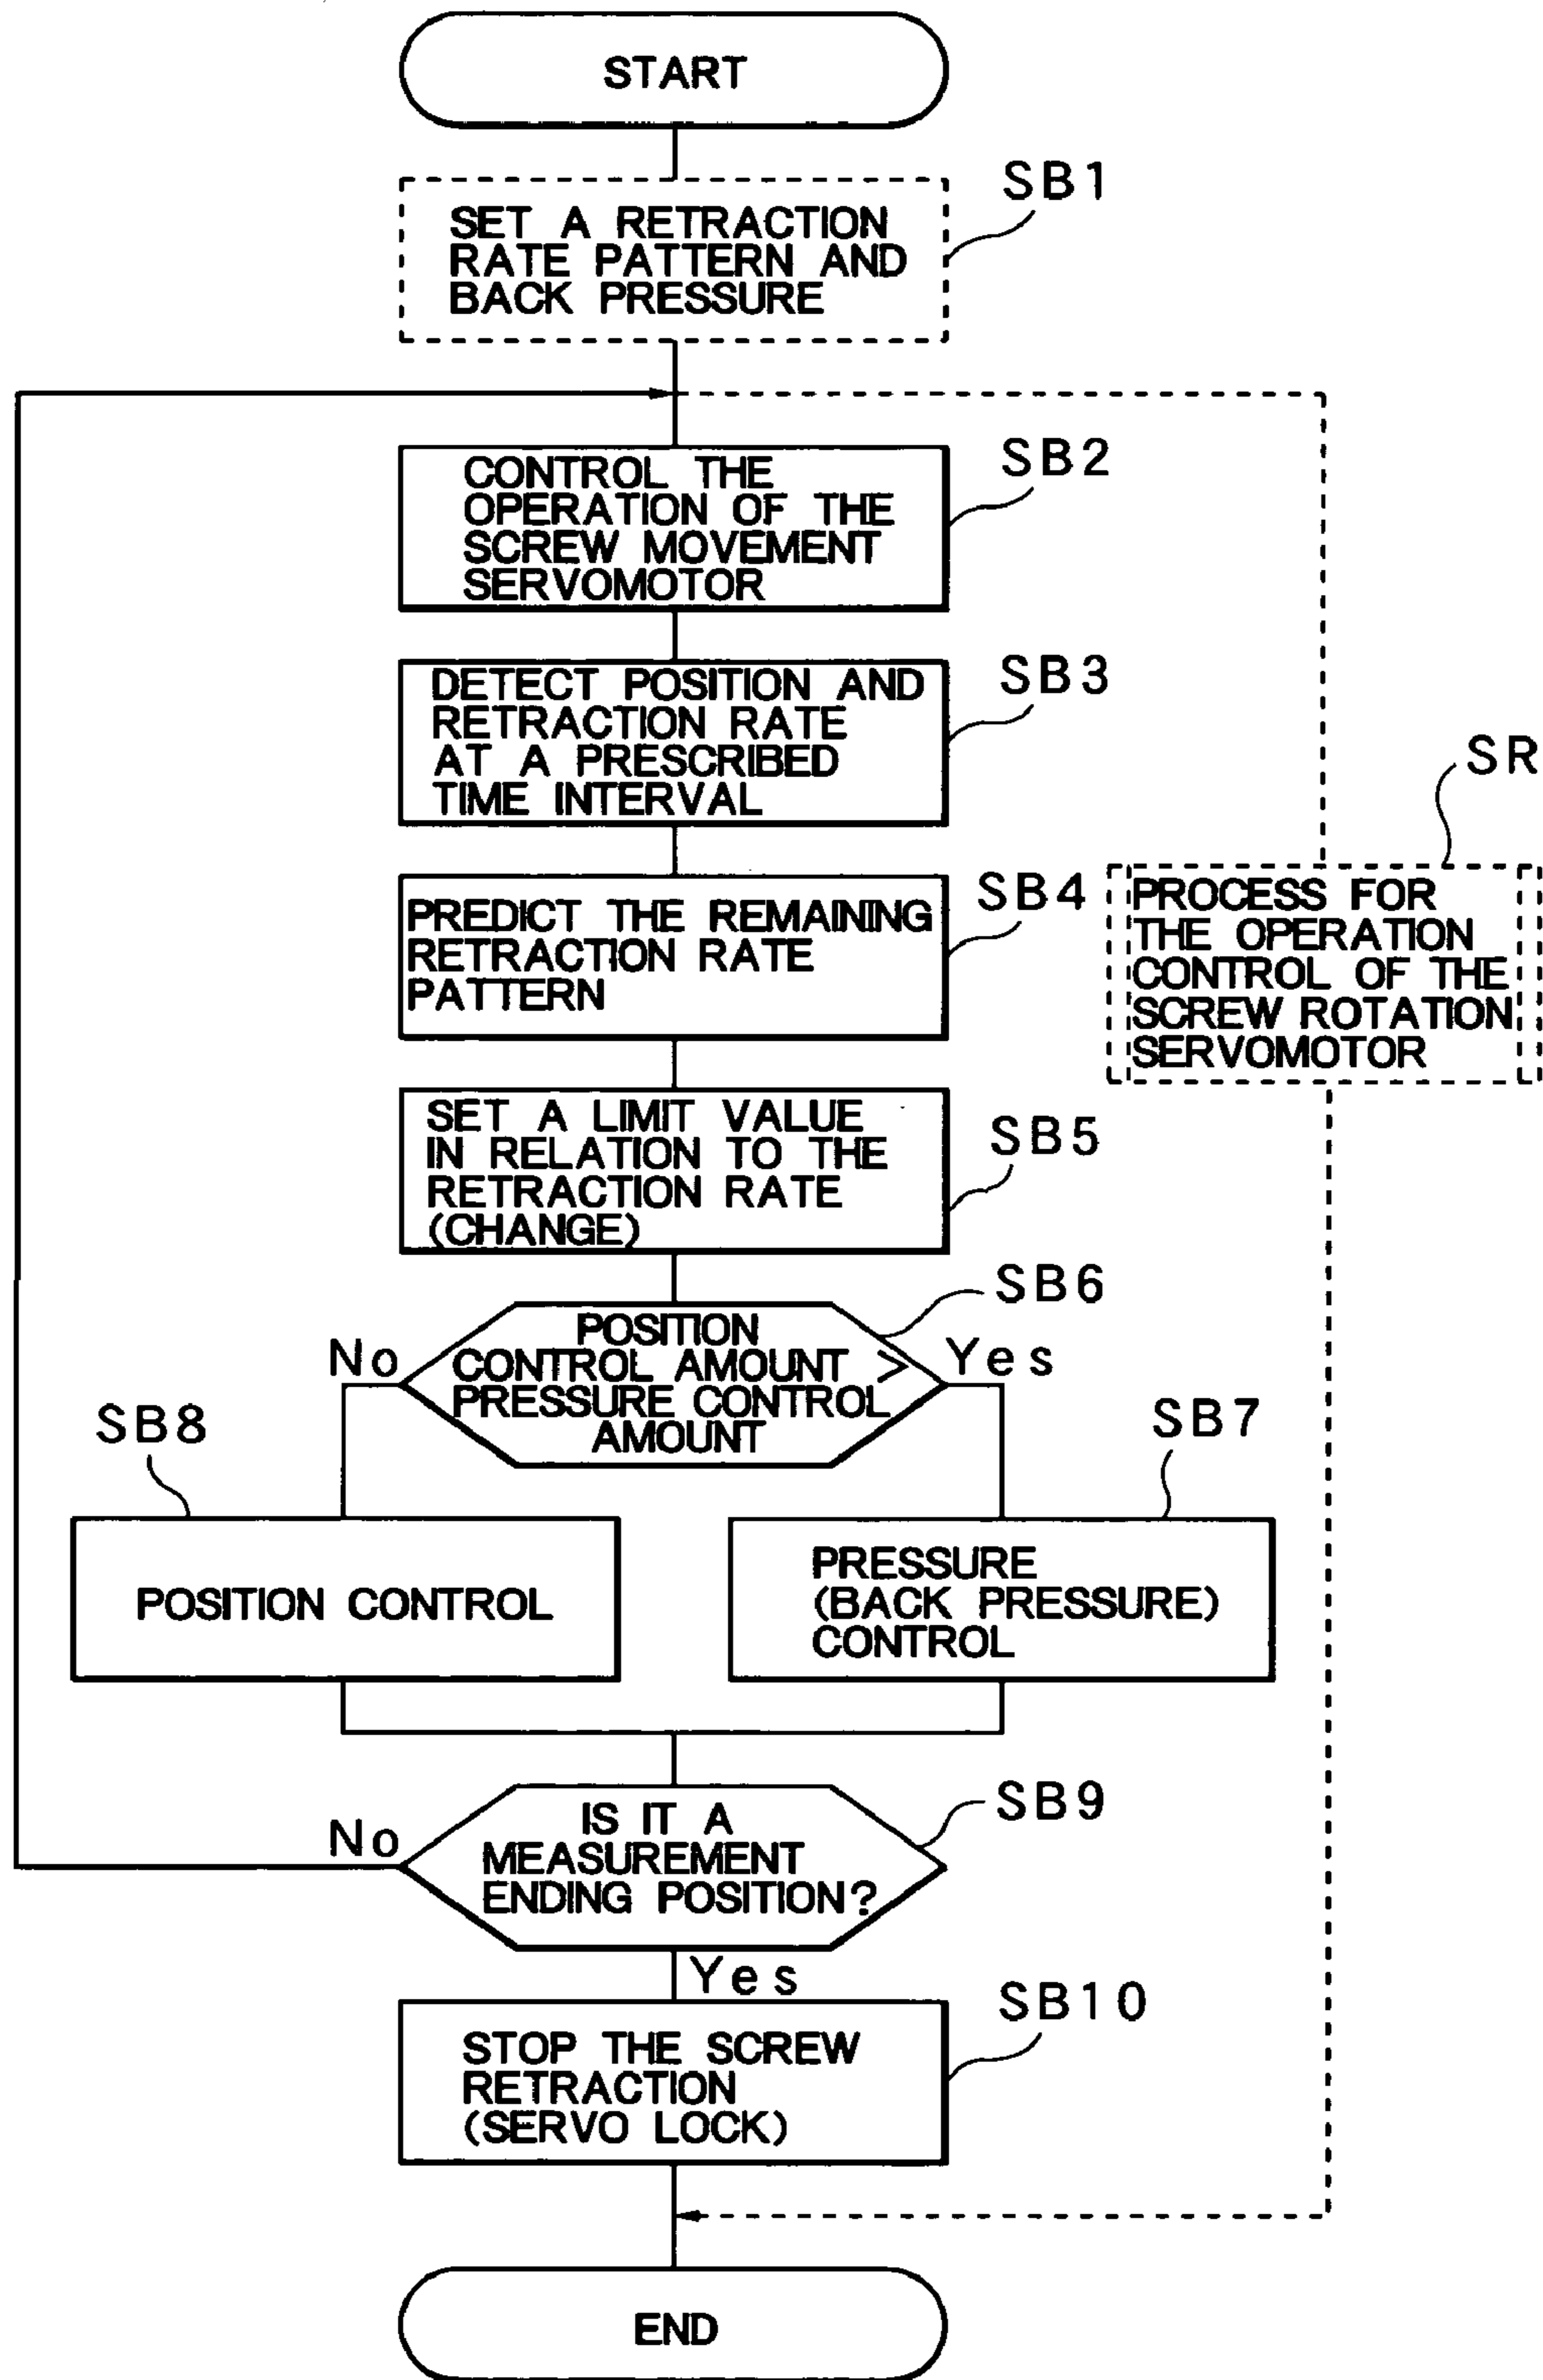 START
SB1
SET A RETRACTION
RATE PATTERN AND
BACK PRESSURE
SB2
CONTROL THE
OPERATION OF THE
SCREW MOVEMENT
SERVOMOTOR
SB3
DETECT POSITION AND
RETRACTION RATE
AT A PRESCRIBED
TIME INTERVAL
SR
PROCESS FOR
THE OPERATION
CONTROL OF THE
SCREW ROTATION
SERVOMOTOR
SB4
PREDICT THE REMAINING
RETRACTION RATE
PATTERN
SB5
SET A LIMIT VALUE
IN RELATION TO THE
RETRACTION RATE
(CHANGE)
SB6
POSITION
CONTROL AMOUNT >
PRESSURE CONTROL
AMOUNT
No
Yes
SB8
SB7
POSITION CONTROL
PRESSURE
(BACK PRESSURE)
CONTROL
SB9
IS IT A
MEASUREMENT
ENDING POSITION?
No
Yes
SB10
STOP THE SCREW
RETRACTION
(SERVO LOCK)
END